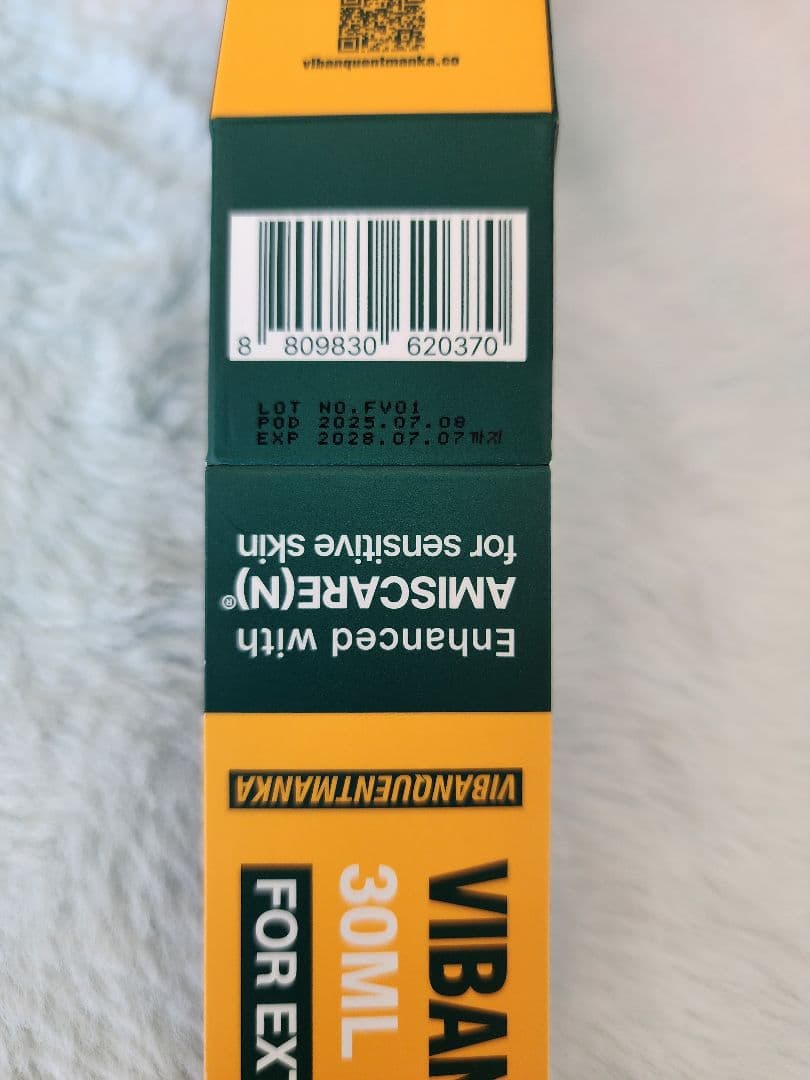 vibanquentmanka.co
8 809830 620370
LOT NO.FV01
POD 2025.07.08
EXP 2028.07.07까지
Enhanced with
AMISCARE(N)®
for sensitive skin
VIBANQUENTMANKA
VIBAN
30ML
FOR EXT